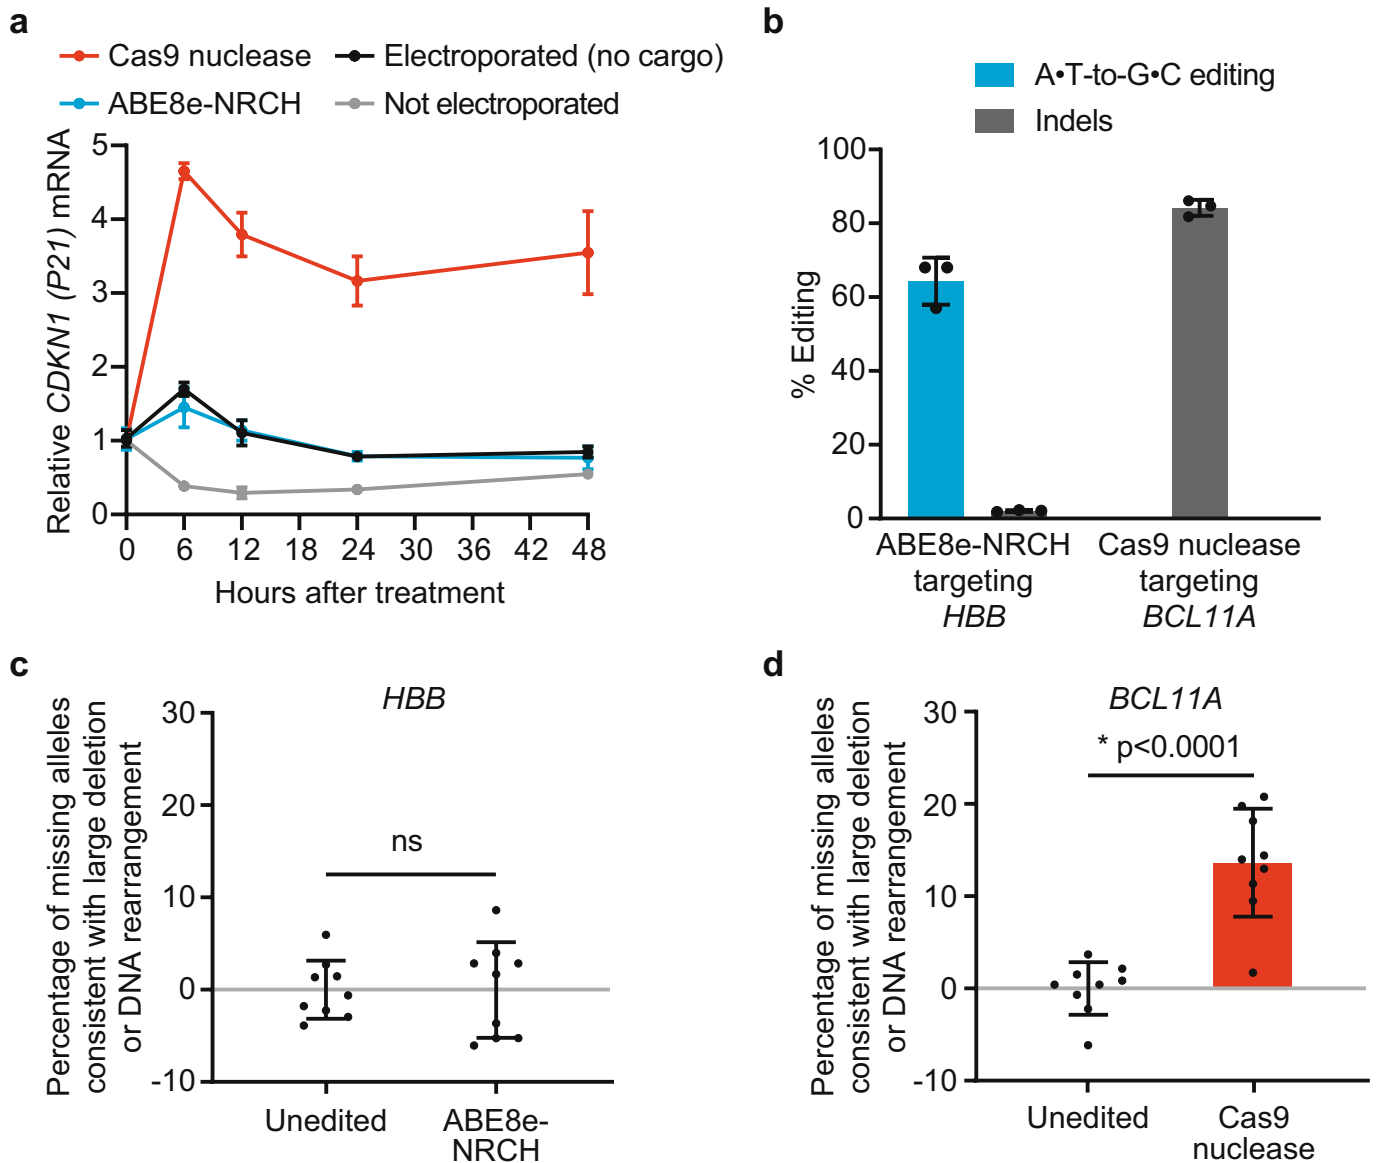 a
Cas9 nuclease
Electroporated (no cargo)
ABE8e-NRCH
Not electroporated
Relative CDKN1 (P21) mRNA
5
4
3
2
1
0
0 6 12 18 24 30 36 42 48
Hours after treatment
b
A•T-to-G•C editing
Indels
% Editing
100
80
60
40
20
0
ABE8e-NRCH
targeting
HBB
Cas9 nuclease
targeting
BCL11A
c
HBB
Percentage of missing alleles
consistent with large deletion
or DNA rearrangement
30
20
10
0
-10
ns
Unedited
ABE8e-
NRCH
d
BCL11A
* p<0.0001
Percentage of missing alleles
consistent with large deletion
or DNA rearrangement
30
20
10
0
-10
Unedited
Cas9
nuclease